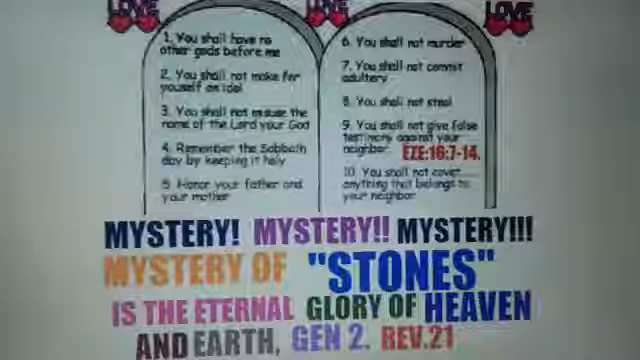 LOVE LOVE LOVE
1. You shall have no
other gods before me
2. You shall not make for
youself an idol
3. You shall not misuse the
name of the Lord your God
4. Remember the Sabbath
day by keeping it holy
5. Honor your father and
your mother
6. You shall not murder
7. You shall not commit
adultery
8. You shall not steal
9. You shall not give false
testimony against your
neighbor EZE:16:7-14.
10. You shall not covet
anything that belongs to
your neighbor
MYSTERY! MYSTERY!! MYSTERY!!!
MYSTERY OF "STONES"
IS THE ETERNAL GLORY OF HEAVEN
AND EARTH, GEN 2. REV.21